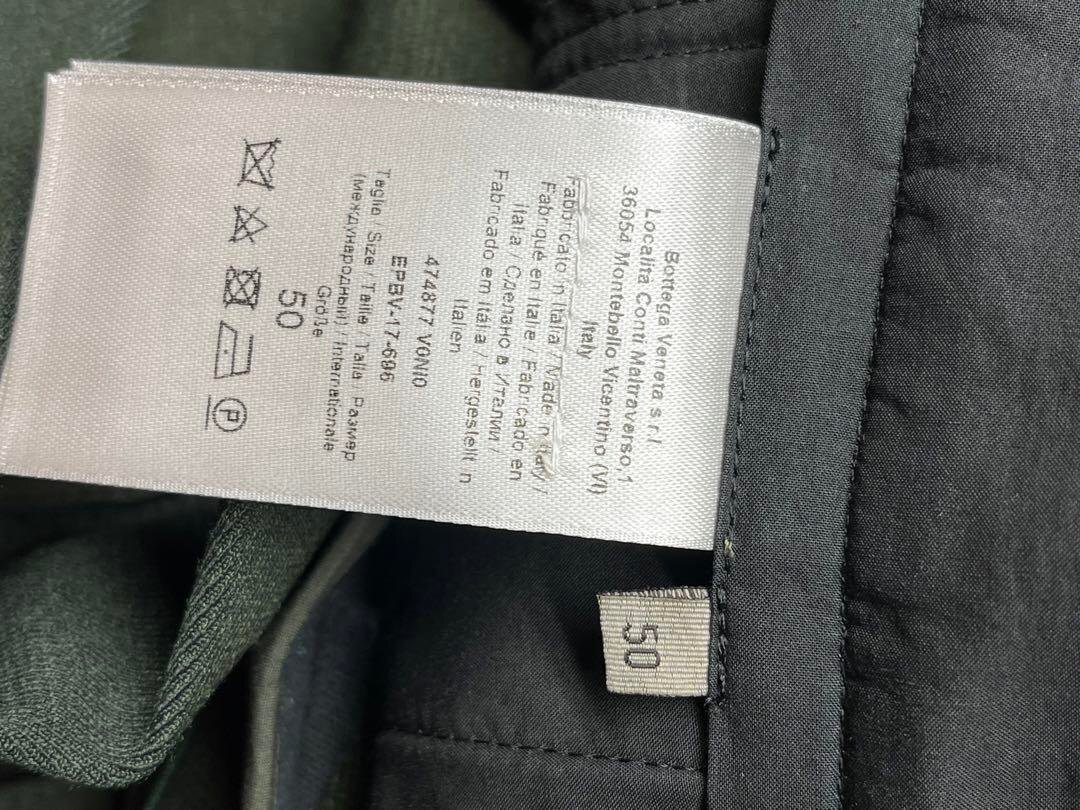 Bottega Veneta s.r.l
Località Conti Maltraverso,1
36054 Montebello Vicentino (VI)
Italy
Fabbricato in Italia / Made in Italy /
Fabriqué en Italie / Fabricado en
Italia / Сделано в Италии /
Fabricado em Itália / Hergestellt in
Italien
474877 V0NI0
EPBV-17-696
Taglia / Size / Taille / Talla / Размер
(международный) / Internationale
Größe
50
P
50